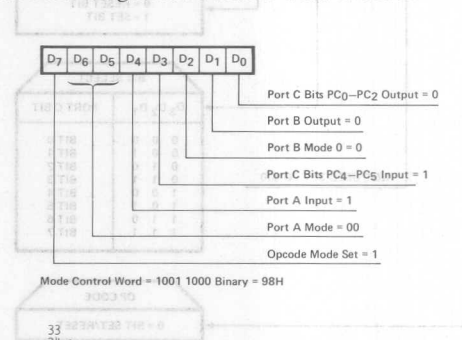 D7 D6 D5 D4 D3 D2 D1 D0
Port C Bits PC0–PC2 Output = 0
Port B Output = 0
Port B Mode 0 = 0
Port C Bits PC4–PC5 Input = 1
Port A Input = 1
Port A Mode = 00
Opcode Mode Set = 1
Mode Control Word = 1001 1000 Binary = 98H
33